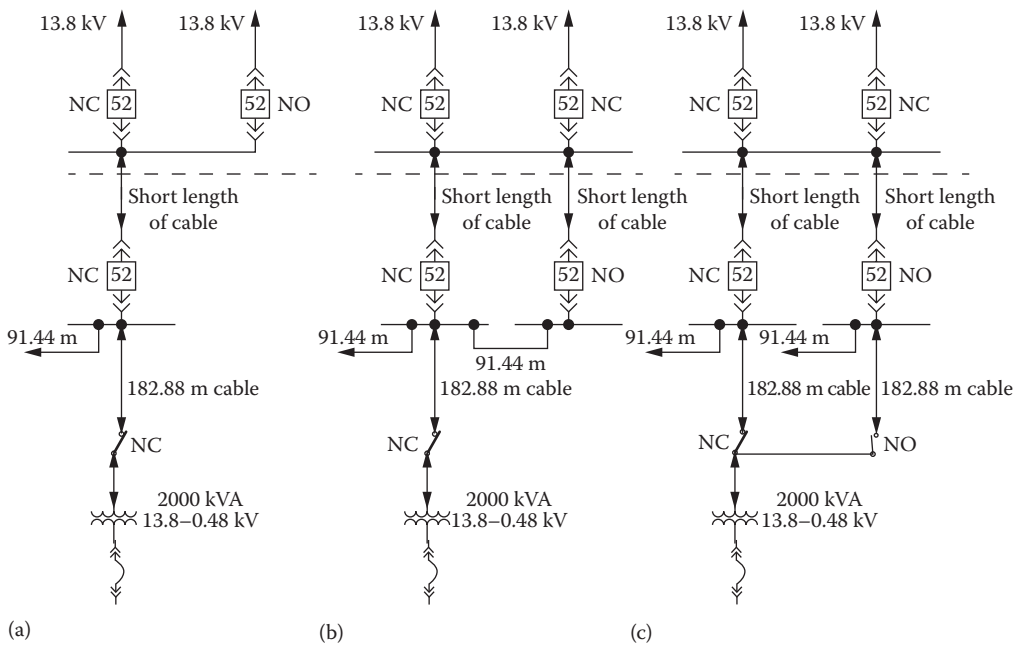 13.8 kV 13.8 kV 13.8 kV 13.8 kV 13.8 kV 13.8 kV
NC 52 52 NO NC 52 52 NC NC 52 52 NC
Short length Short length Short length Short length Short length
of cable of cable of cable of cable of cable
NC 52 NC 52 52 NO NC 52 52 NO
91.44 m 91.44 m 91.44 m 91.44 m
91.44 m
182.88 m cable 182.88 m cable 182.88 m cable 182.88 m cable
NC NC NC NO
2000 kVA 2000 kVA 2000 kVA
13.8–0.48 kV 13.8–0.48 kV 13.8–0.48 kV
(a) (b) (c)